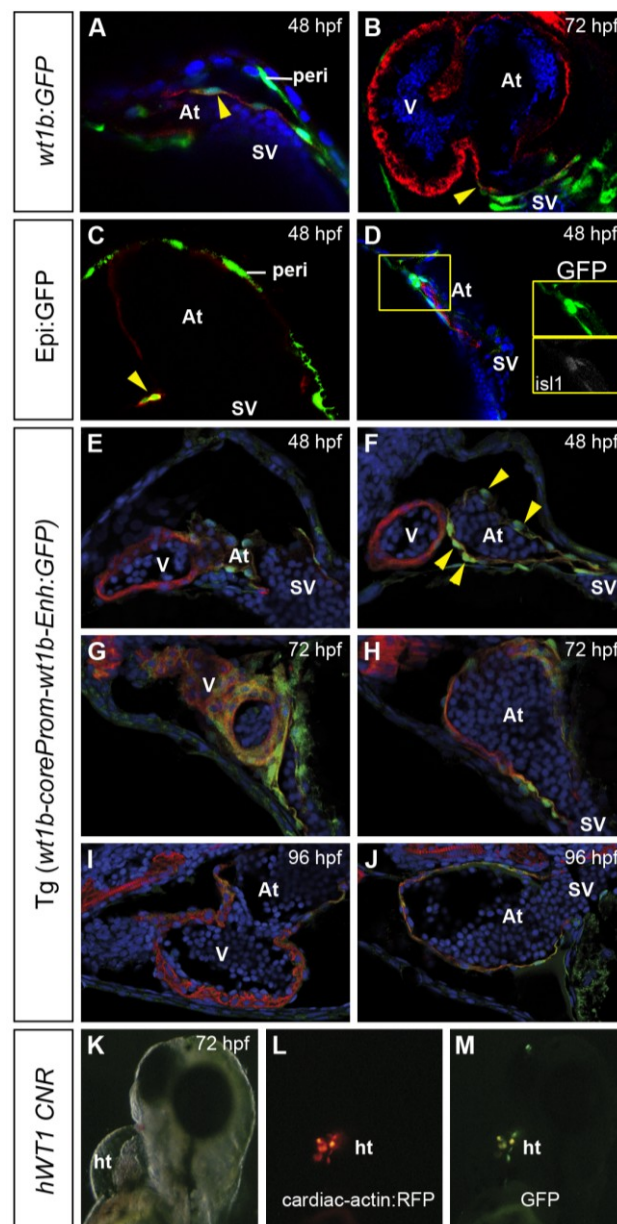 wt1b:GFP
A
48 hpf
peri
At
SV
B
72 hpf
At
V
SV
Epi:GFP
C
48 hpf
peri
At
SV
D
48 hpf
GFP
At
SV
isl1
Tg (wt1b-coreProm-wt1b-Enh:GFP)
E
48 hpf
V
At
SV
F
48 hpf
V
At
SV
G
72 hpf
V
H
72 hpf
At
SV
I
96 hpf
At
V
J
96 hpf
SV
At
hWT1 CNR
K
72 hpf
ht
L
ht
cardiac-actin:RFP
M
ht
GFP